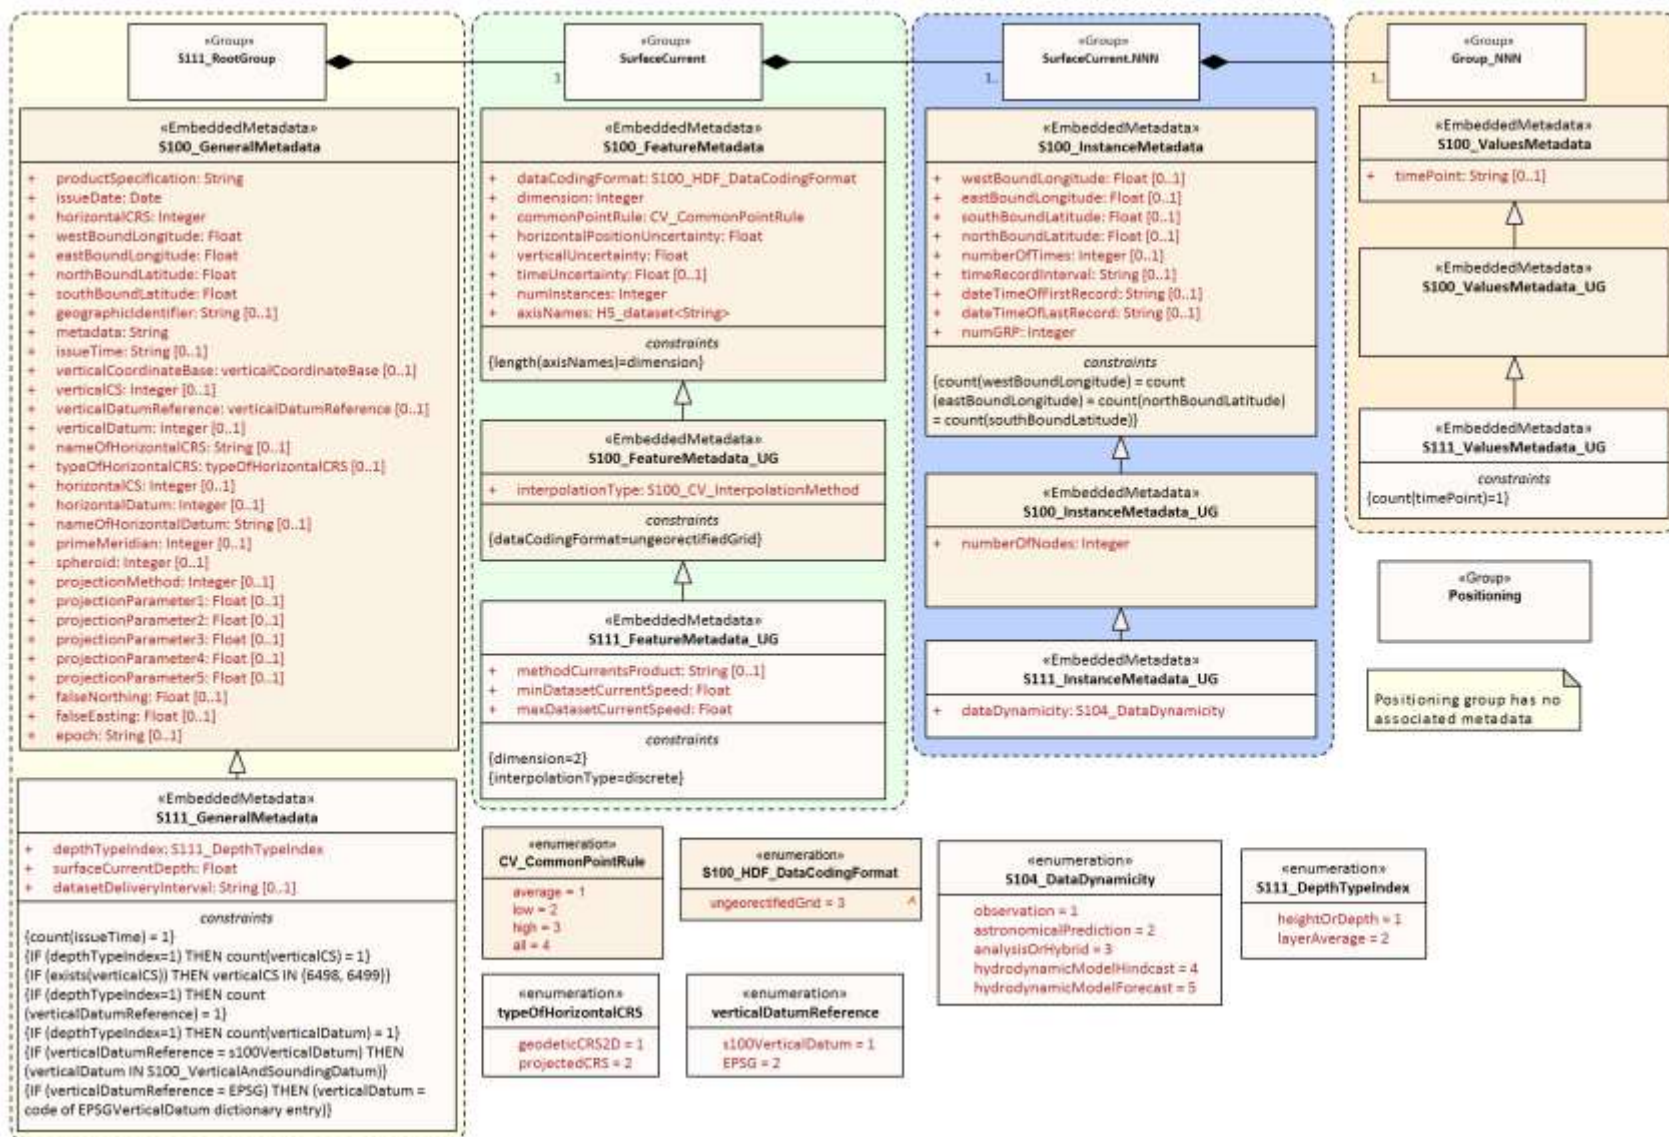 «Group»
S111_RootGroup
«Group»
SurfaceCurrent
1
«Group»
SurfaceCurrent.NNN
1..
«Group»
Group_NNN
1..
«EmbeddedMetadata»
S100_GeneralMetadata
+ productSpecification: String
+ issueDate: Date
+ horizontalCRS: Integer
+ westBoundLongitude: Float
+ eastBoundLongitude: Float
+ northBoundLatitude: Float
+ southBoundLatitude: Float
+ geographicIdentifier: String [0..1]
+ metadata: String
+ issueTime: String [0..1]
+ verticalCoordinateBase: verticalCoordinateBase [0..1]
+ verticalCS: Integer [0..1]
+ verticalDatumReference: verticalDatumReference [0..1]
+ verticalDatum: Integer [0..1]
+ nameOfHorizontalCRS: String [0..1]
+ typeOfHorizontalCRS: typeOfHorizontalCRS [0..1]
+ horizontalCS: Integer [0..1]
+ horizontalDatum: Integer [0..1]
+ nameOfHorizontalDatum: String [0..1]
+ primeMeridian: Integer [0..1]
+ spheroid: Integer [0..1]
+ projectionMethod: Integer [0..1]
+ projectionParameter1: Float [0..1]
+ projectionParameter2: Float [0..1]
+ projectionParameter3: Float [0..1]
+ projectionParameter4: Float [0..1]
+ projectionParameter5: Float [0..1]
+ falseNorthing: Float [0..1]
+ falseEasting: Float [0..1]
+ epoch: String [0..1]
«EmbeddedMetadata»
S111_GeneralMetadata
+ depthTypeIndex: S111_DepthTypeIndex
+ surfaceCurrentDepth: Float
+ datasetDeliveryInterval: String [0..1]
constraints
{count(issueTime) = 1}
{IF (depthTypeIndex=1) THEN count(verticalCS) = 1}
{IF (exists(verticalCS)) THEN verticalCS IN {6498, 6499}}
{IF (depthTypeIndex=1) THEN count
(verticalDatumReference) = 1}
{IF (depthTypeIndex=1) THEN count(verticalDatum) = 1}
{IF (verticalDatumReference = s100VerticalDatum) THEN
(verticalDatum IN S100_VerticalAndSoundingDatum)}
{IF (verticalDatumReference = EPSG) THEN (verticalDatum =
code of EPSGVerticalDatum dictionary entry)}
«EmbeddedMetadata»
S100_FeatureMetadata
+ dataCodingFormat: S100_HDF_DataCodingFormat
+ dimension: Integer
+ commonPointRule: CV_CommonPointRule
+ horizontalPositionUncertainty: Float
+ verticalUncertainty: Float
+ timeUncertainty: Float [0..1]
+ numInstances: Integer
+ axisNames: H5_dataset<String>
constraints
{length(axisNames)=dimension}
«EmbeddedMetadata»
S100_FeatureMetadata_UG
+ interpolationType: S100_CV_InterpolationMethod
constraints
{dataCodingFormat=ungeorectifiedGrid}
«EmbeddedMetadata»
S111_FeatureMetadata_UG
+ methodCurrentsProduct: String [0..1]
+ minDatasetCurrentSpeed: Float
+ maxDatasetCurrentSpeed: Float
constraints
{dimension=2}
{interpolationType=discrete}
«EmbeddedMetadata»
S100_InstanceMetadata
+ westBoundLongitude: Float [0..1]
+ eastBoundLongitude: Float [0..1]
+ southBoundLatitude: Float [0..1]
+ northBoundLatitude: Float [0..1]
+ numberOfTimes: Integer [0..1]
+ timeRecordInterval: String [0..1]
+ dateTimeOfFirstRecord: String [0..1]
+ dateTimeOfLastRecord: String [0..1]
+ numGRP: Integer
constraints
{count(westBoundLongitude) = count
(eastBoundLongitude) = count(northBoundLatitude)
= count(southBoundLatitude)}
«EmbeddedMetadata»
S100_InstanceMetadata_UG
+ numberOfNodes: Integer
«EmbeddedMetadata»
S111_InstanceMetadata_UG
+ dataDynamicity: S104_DataDynamicity
«EmbeddedMetadata»
S100_ValuesMetadata
+ timePoint: String [0..1]
«EmbeddedMetadata»
S100_ValuesMetadata_UG
«EmbeddedMetadata»
S111_ValuesMetadata_UG
constraints
{count(timePoint)=1}
«Group»
Positioning
Positioning group has no
associated metadata
«enumeration»
CV_CommonPointRule
average = 1
low = 2
high = 3
all = 4
«enumeration»
S100_HDF_DataCodingFormat
ungeorectifiedGrid = 3
«enumeration»
S104_DataDynamicity
observation = 1
astronomicalPrediction = 2
analysisOrHybrid = 3
hydrodynamicModelHindcast = 4
hydrodynamicModelForecast = 5
«enumeration»
S111_DepthTypeIndex
heightOrDepth = 1
layerAverage = 2
«enumeration»
typeOfHorizontalCRS
geodeticCRS2D = 1
projectedCRS = 2
«enumeration»
verticalDatumReference
s100VerticalDatum = 1
EPSG = 2